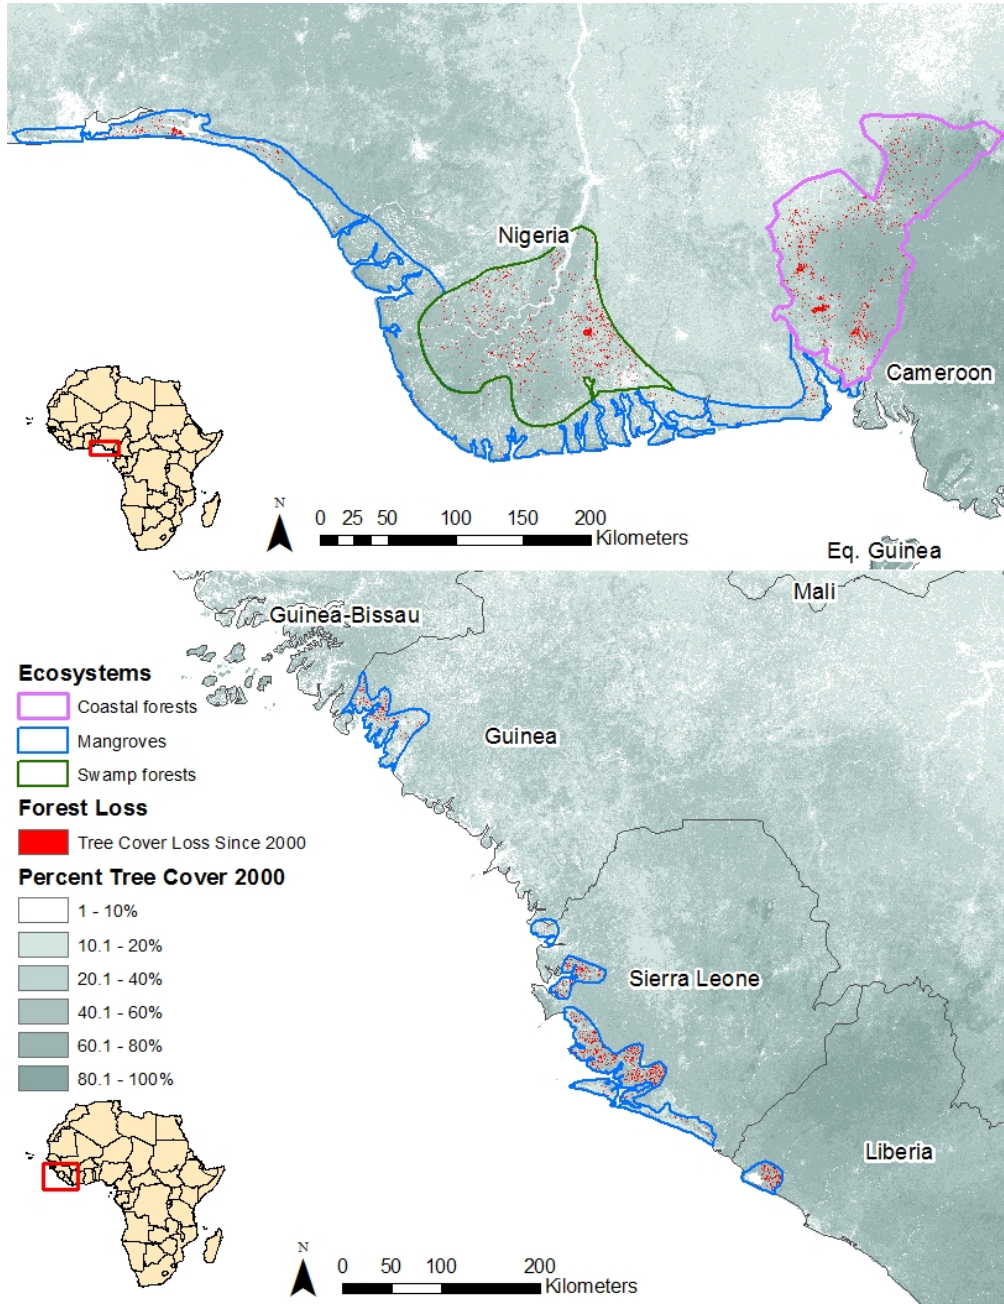 Nigeria
Cameroon
N
0 25 50 100 150 200
Kilometers
Eq. Guinea
Mali
Guinea-Bissau
Ecosystems
Coastal forests
Mangroves
Swamp forests
Guinea
Forest Loss
Tree Cover Loss Since 2000
Percent Tree Cover 2000
1 - 10%
10.1 - 20%
20.1 - 40%
40.1 - 60%
60.1 - 80%
80.1 - 100%
Sierra Leone
Liberia
N
0 50 100 200
Kilometers